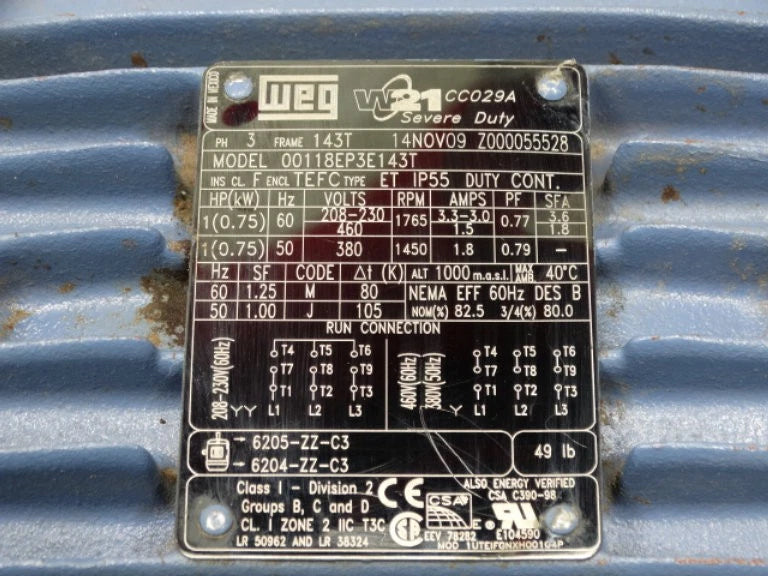 MADE IN MEXICO
WEG W21 CC029A
Severe Duty
PH 3 FRAME 143T 14NOV09 Z000055528
MODEL 00118EP3E143T
INS CL. F ENCL TEFC TYPE ET IP55 DUTY CONT.
HP(kW) Hz VOLTS RPM AMPS PF SFA
1(0.75) 60 208-230 460 1765 3.3-3.0 1.5 0.77 3.6 1.8
1(0.75) 50 380 1450 1.8 0.79 –
Hz SF CODE Δt (K) ALT 1000 m.a.s.l. MAX AMB 40°C
60 1.25 M 80 NEMA EFF 60Hz DES B
50 1.00 J 105 NOM(%) 82.5 3/4(%) 80.0
RUN CONNECTION
208-230V(60Hz) YY
T4 T5 T6
T7 T8 T9
T1 T2 T3
L1 L2 L3
460V(60Hz)
380V(50Hz) Y
T4 T5 T6
T7 T8 T9
T1 T2 T3
L1 L2 L3
6205-ZZ-C3
6204-ZZ-C3
49 lb
Class I - Division 2
Groups B, C and D
CL. I ZONE 2 IIC T3C
LR 50962 AND LR 38324
CE
CSA
EEV 78282
ALSO ENERGY VERIFIED
CSA C390-98
E104590
MOD